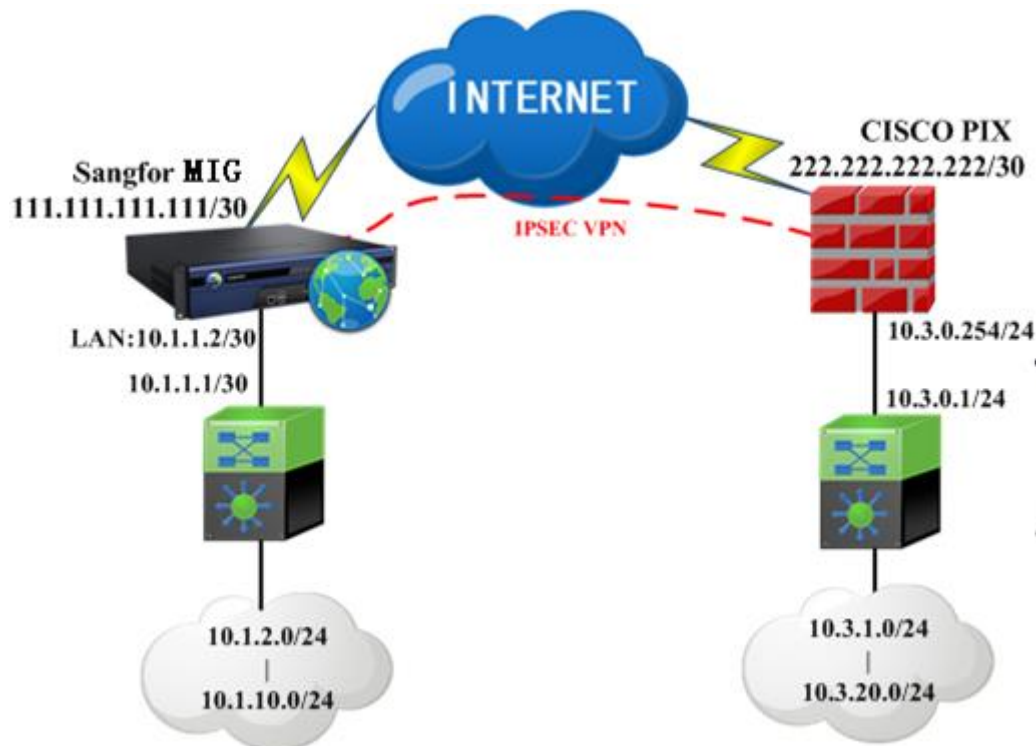 INTERNET
CISCO PIX
222.222.222.222/30
Sangfor MIG
111.111.111.111/30
IPSEC VPN
LAN:10.1.1.2/30
10.3.0.254/24
10.1.1.1/30
10.3.0.1/24
10.1.2.0/24
|
10.1.10.0/24
10.3.1.0/24
|
10.3.20.0/24